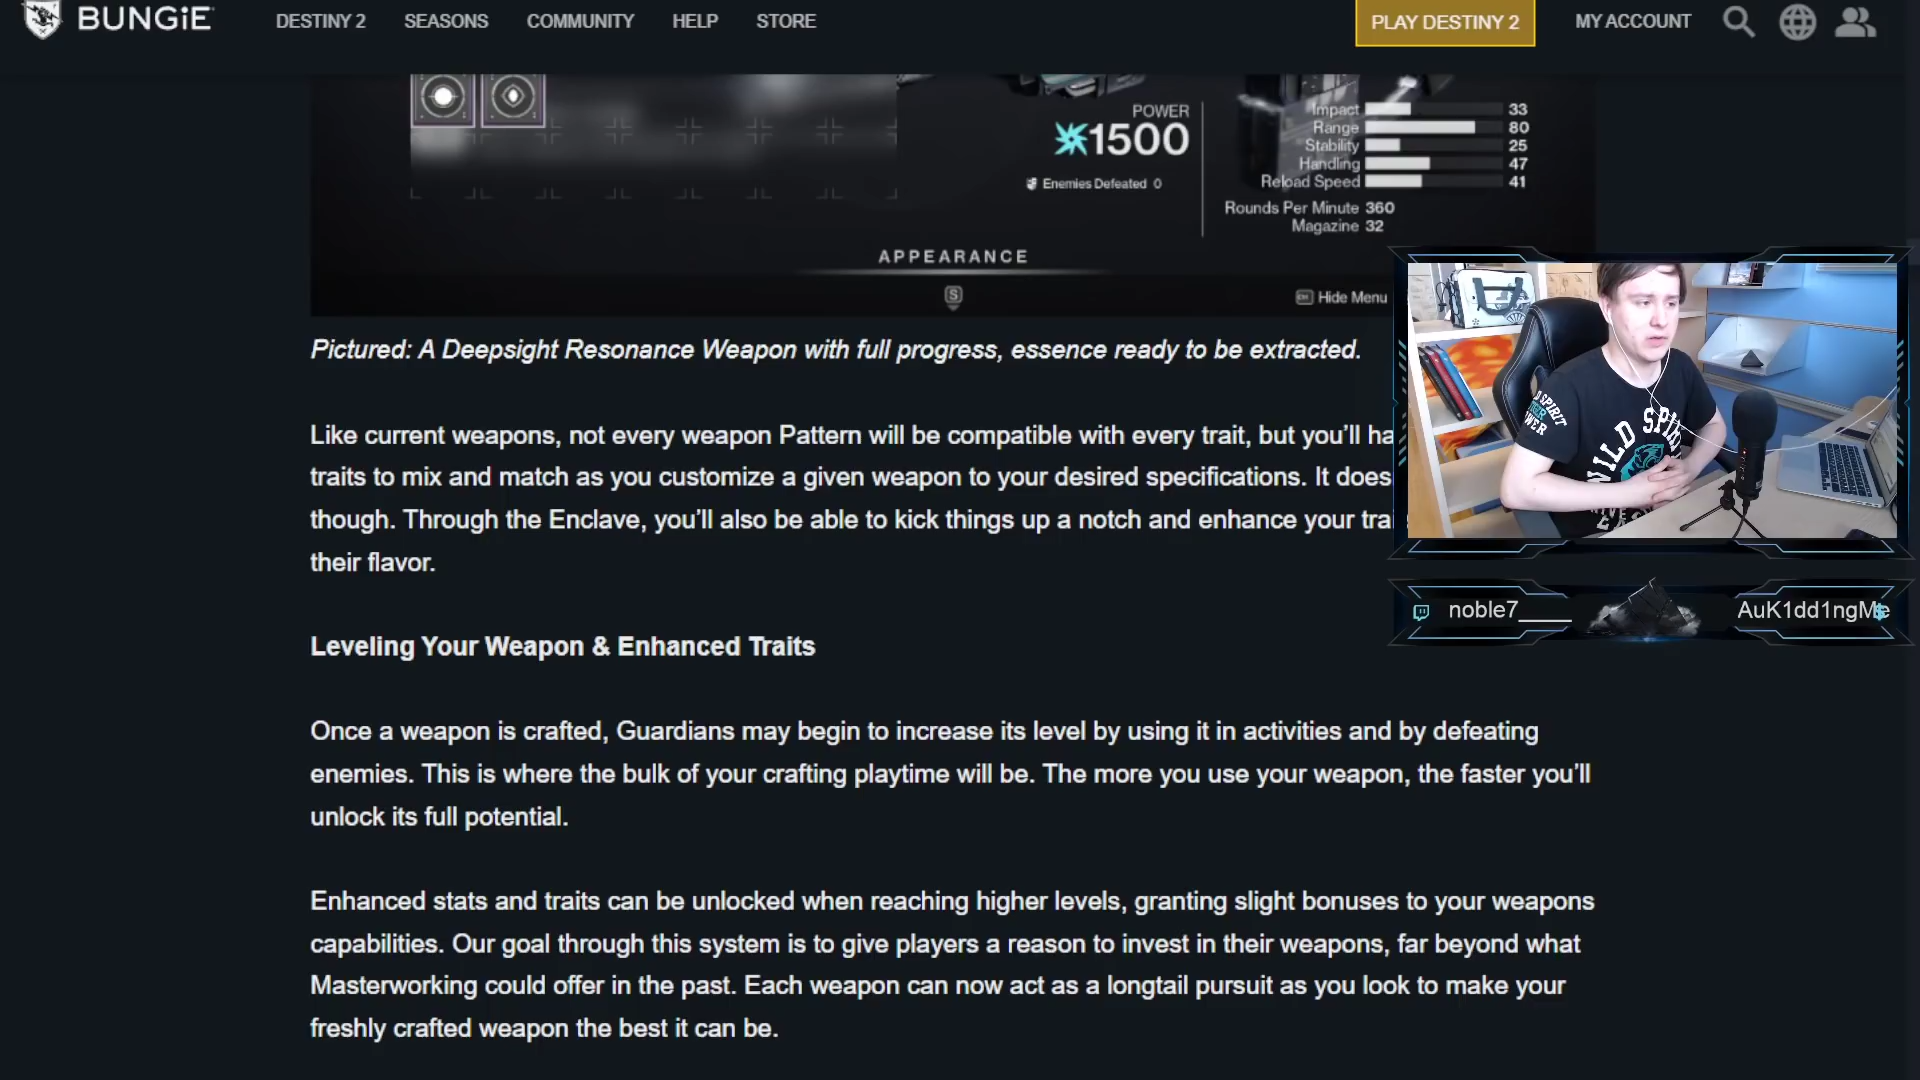 BUNGiE
DESTINY 2 SEASONS COMMUNITY HELP STORE
PLAY DESTINY 2
MY ACCOUNT
POWER
1500
Enemies Defeated 0
Impact 33
Range 80
Stability 25
Handling 47
Reload Speed 41
Rounds Per Minute 360
Magazine 32
APPEARANCE
S
Hide Menu
Pictured: A Deepsight Resonance Weapon with full progress, essence ready to be extracted.
Like current weapons, not every weapon Pattern will be compatible with every trait, but you’ll ha
traits to mix and match as you customize a given weapon to your desired specifications. It does
though. Through the Enclave, you’ll also be able to kick things up a notch and enhance your trai
their flavor.
WILD SPIRIT
noble7____
AuK1dd1ngMe
Leveling Your Weapon & Enhanced Traits
Once a weapon is crafted, Guardians may begin to increase its level by using it in activities and by defeating
enemies. This is where the bulk of your crafting playtime will be. The more you use your weapon, the faster you’ll
unlock its full potential.
Enhanced stats and traits can be unlocked when reaching higher levels, granting slight bonuses to your weapons
capabilities. Our goal through this system is to give players a reason to invest in their weapons, far beyond what
Masterworking could offer in the past. Each weapon can now act as a longtail pursuit as you look to make your
freshly crafted weapon the best it can be.